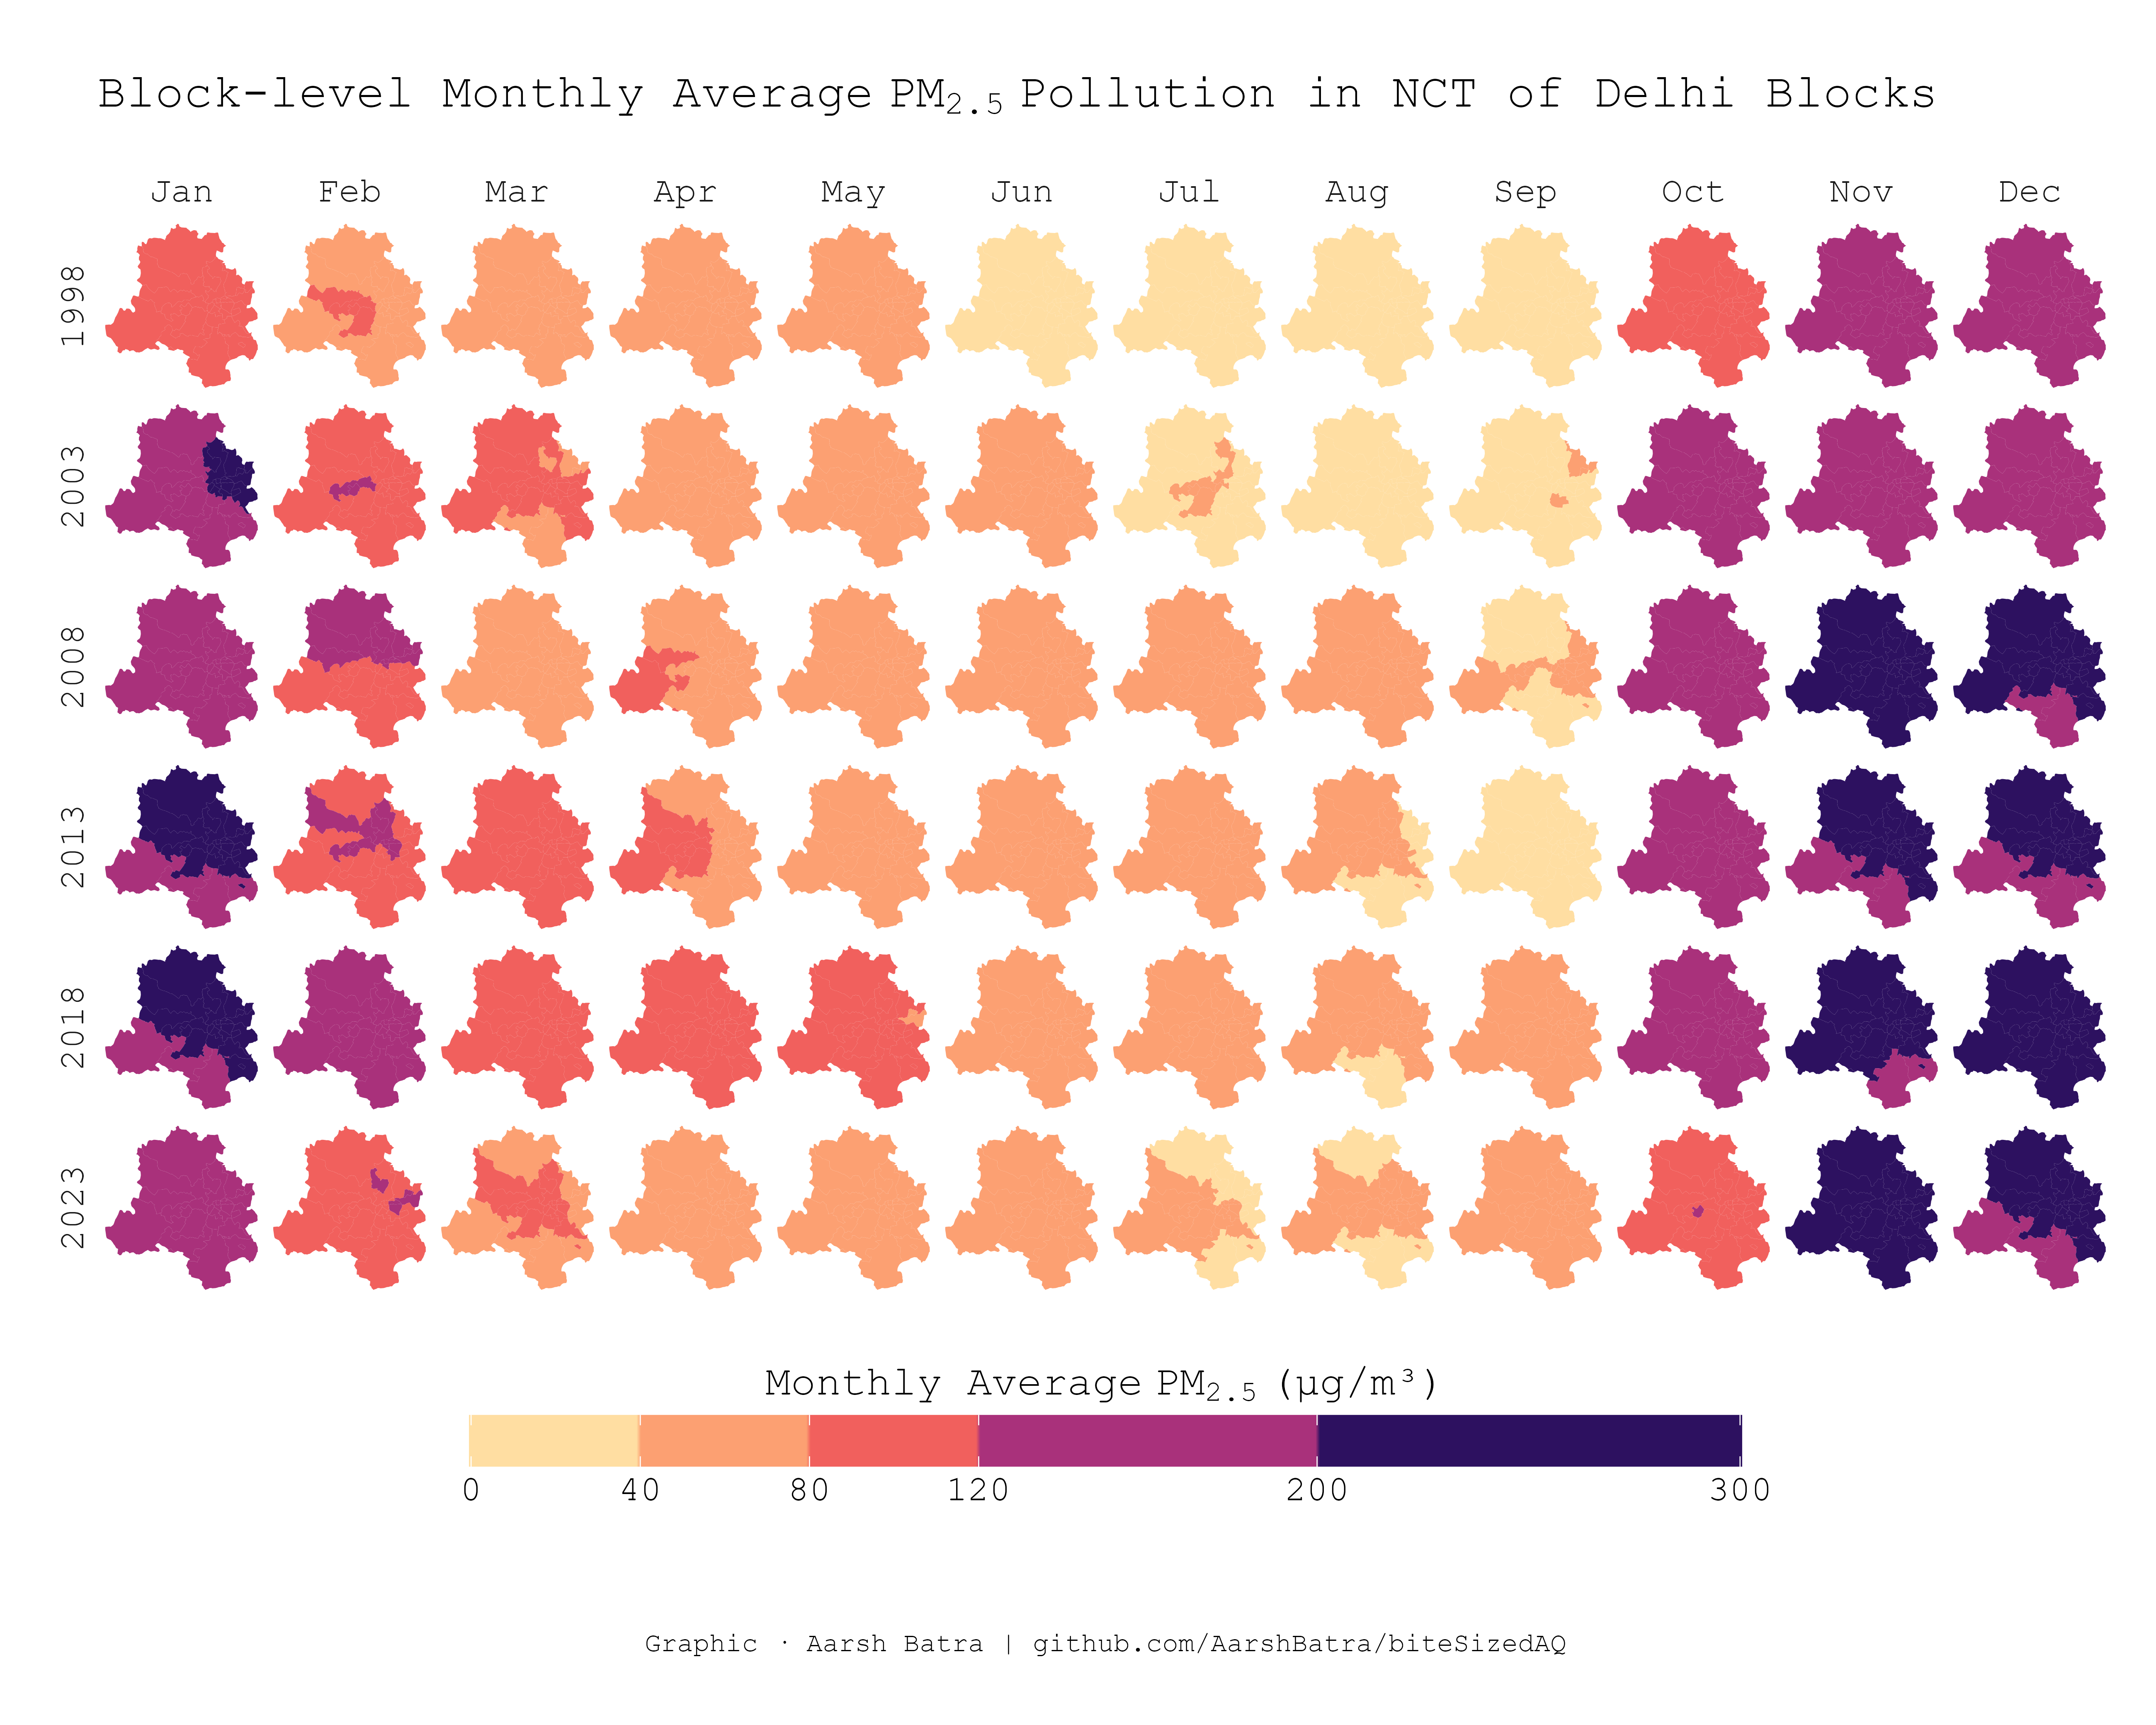 Block-level Monthly Average PM₂.₅ Pollution in NCT of Delhi Blocks
Jan Feb Mar Apr May Jun Jul Aug Sep Oct Nov Dec
1998
2003
2008
2013
2018
2023
Monthly Average PM₂.₅ (µg/m³)
0 40 80 120 200 300
Graphic · Aarsh Batra | github.com/AarshBatra/biteSizedAQ